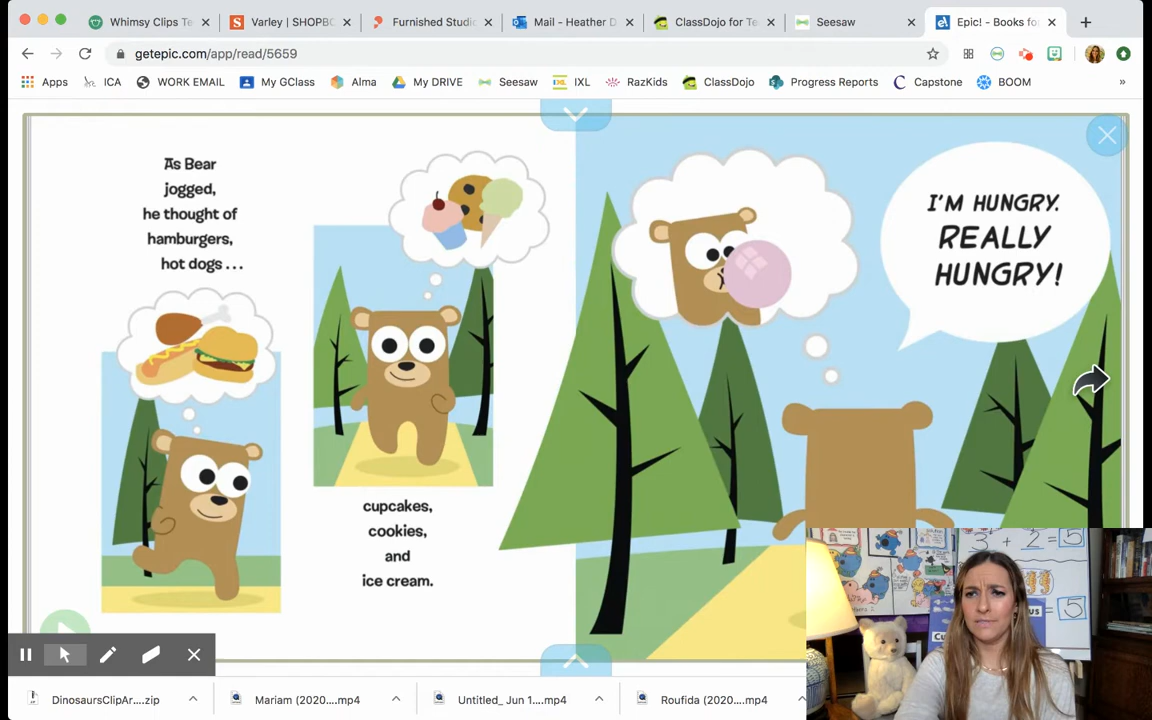 Whimsy Clips Te
Varley | SHOPBO
Furnished Studi
Mail - Heather D
ClassDojo for Te
Seesaw
Epic! - Books fo
getepic.com/app/read/5659
Apps
ICA
WORK EMAIL
My GClass
Alma
My DRIVE
Seesaw
IXL
RazKids
ClassDojo
Progress Reports
Capstone
BOOM
»
As Bear
jogged,
he thought of
hamburgers,
hot dogs...
cupcakes,
cookies,
and
ice cream.
I'M HUNGRY.
REALLY
HUNGRY!
3 + 2 = 5
= 5
DinosaursClipAr....zip
Mariam (2020....mp4
Untitled_ Jun 1....mp4
Roufida (2020....mp4